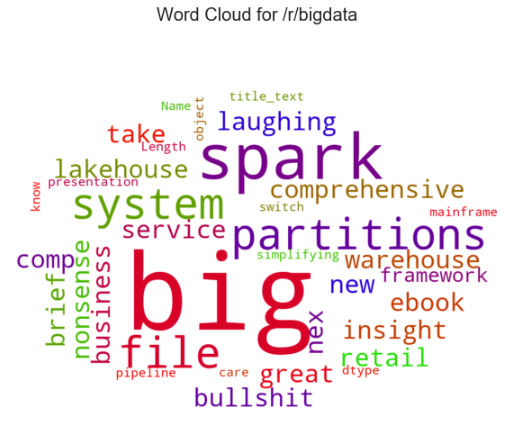 Word Cloud for /r/bigdata
title_text
Name
object
laughing
take
Length
spark
lakehouse
presentation
know
comprehensive
system
switch
mainframe
service
partitions
comp
simplifying
warehouse
big
framework
brief
nonsense
business
new
ebook
nex
insight
file
retail
pipeline
care
great
dtype
bullshit